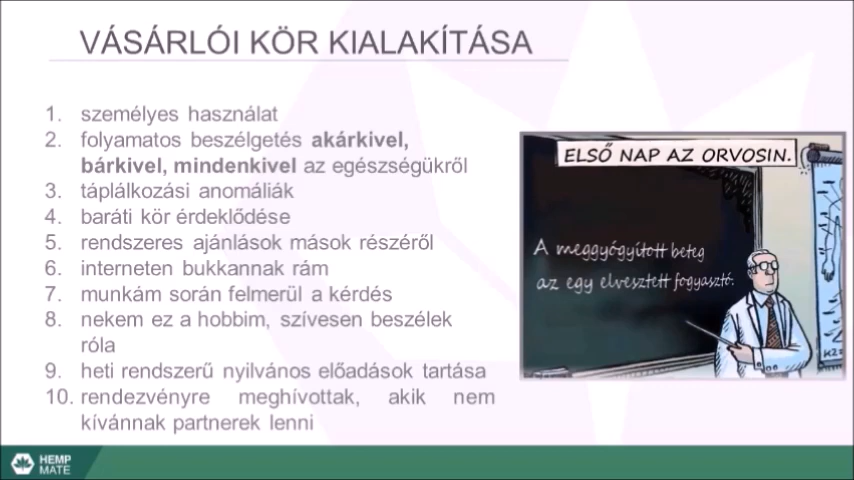 VÁSÁRLÓI KÖR KIALAKÍTÁSA
1. személyes használat
2. folyamatos beszélgetés akárkivel,
bárkivel, mindenkivel az egészségükről
3. táplálkozási anomáliák
4. baráti kör érdeklődése
5. rendszeres ajánlások mások részéről
6. interneten bukkannak rám
7. munkám során felmerül a kérdés
8. nekem ez a hobbim, szívesen beszélek
róla
9. heti rendszerű nyilvános előadások tartása
10. rendezvényre meghívottak, akik nem
kívánnak partnerek lenni
ELSŐ NAP AZ ORVOSIN.
A meggyógyított beteg
az egy elvesztett fogyasztó.
HEMP
MATE